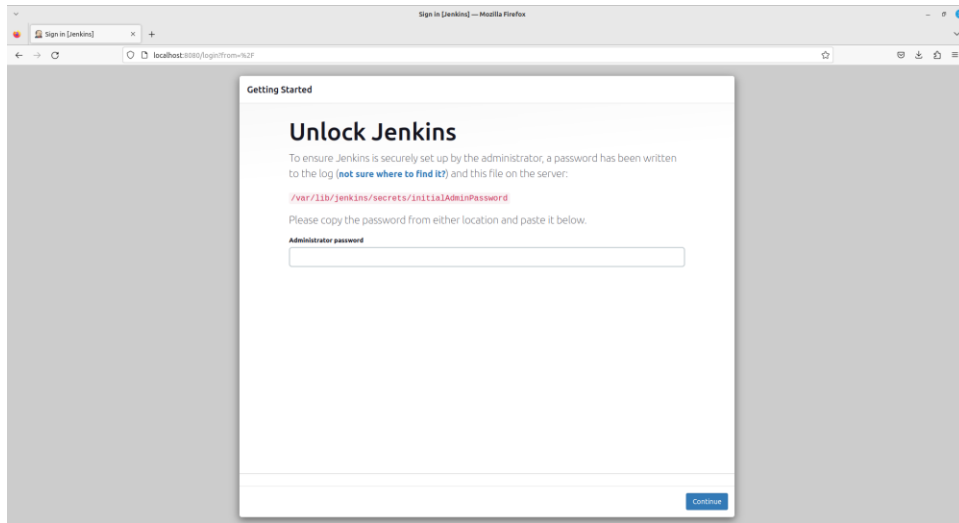 Sign in [Jenkins] — Mozilla Firefox
Sign in [Jenkins]
localhost:8080/login?from=%2F
Getting Started
Unlock Jenkins
To ensure Jenkins is securely set up by the administrator, a password has been written
to the log (not sure where to find it?) and this file on the server:
/var/lib/jenkins/secrets/initialAdminPassword
Please copy the password from either location and paste it below.
Administrator password
Continue